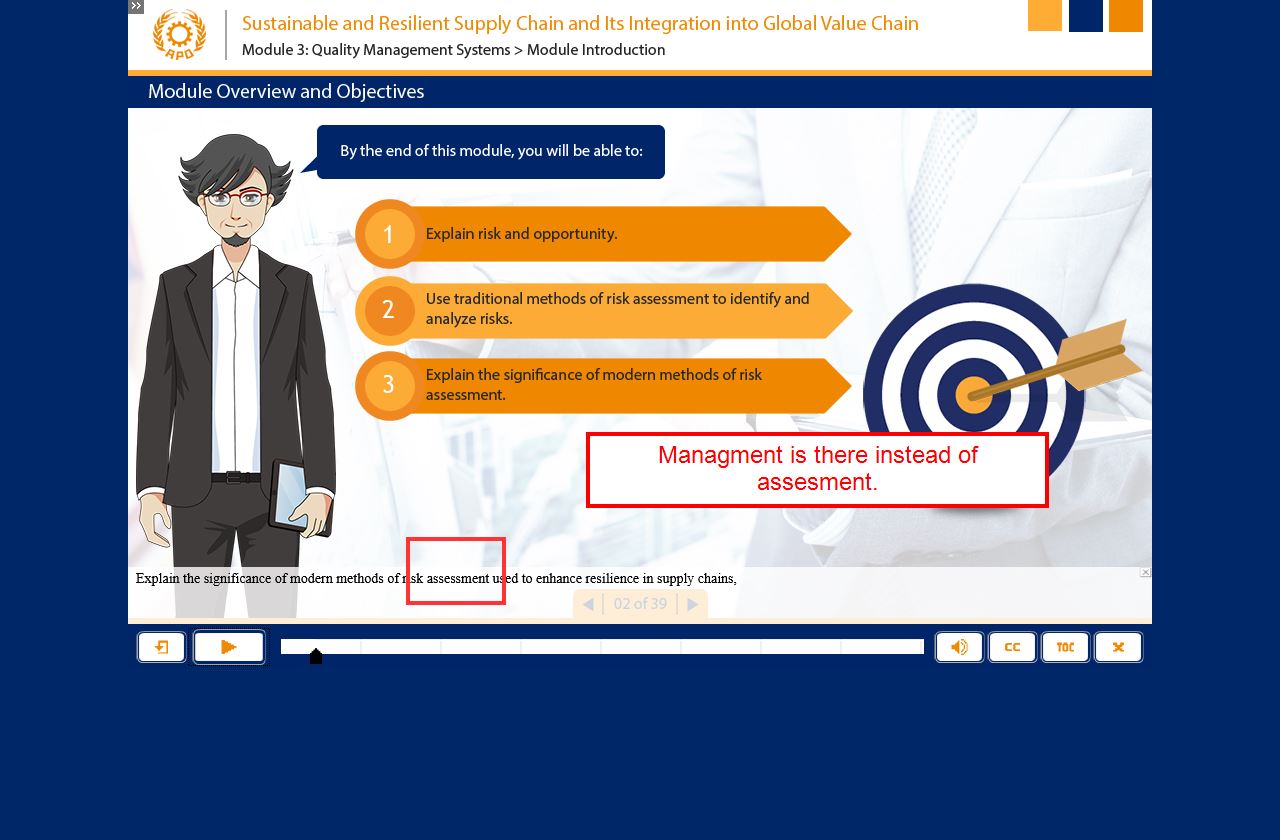 Sustainable and Resilient Supply Chain and Its Integration into Global Value Chain
APO
Module 3: Quality Management Systems > Module Introduction
Module Overview and Objectives
By the end of this module, you will be able to:
1 Explain risk and opportunity.
2 Use traditional methods of risk assessment to identify and
analyze risks.
3 Explain the significance of modern methods of risk
assessment.
Managment is there instead of
assesment.
Explain the significance of modern methods of risk assessment used to enhance resilience in supply chains,
02 of 39
CC TOC